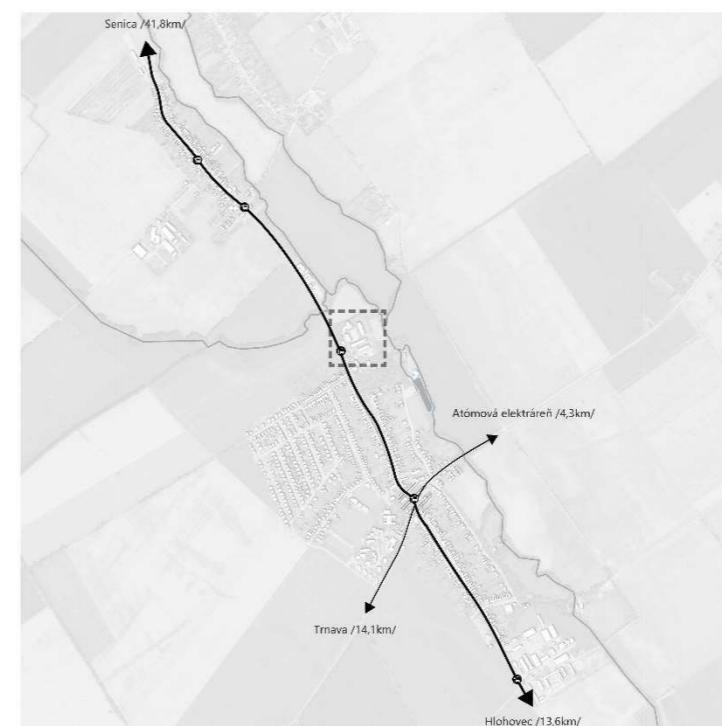 Senica /41,8km/
Atómová elektráreň /4,3km/
Trnava /14,1km/
Hlohovec /13,6km/